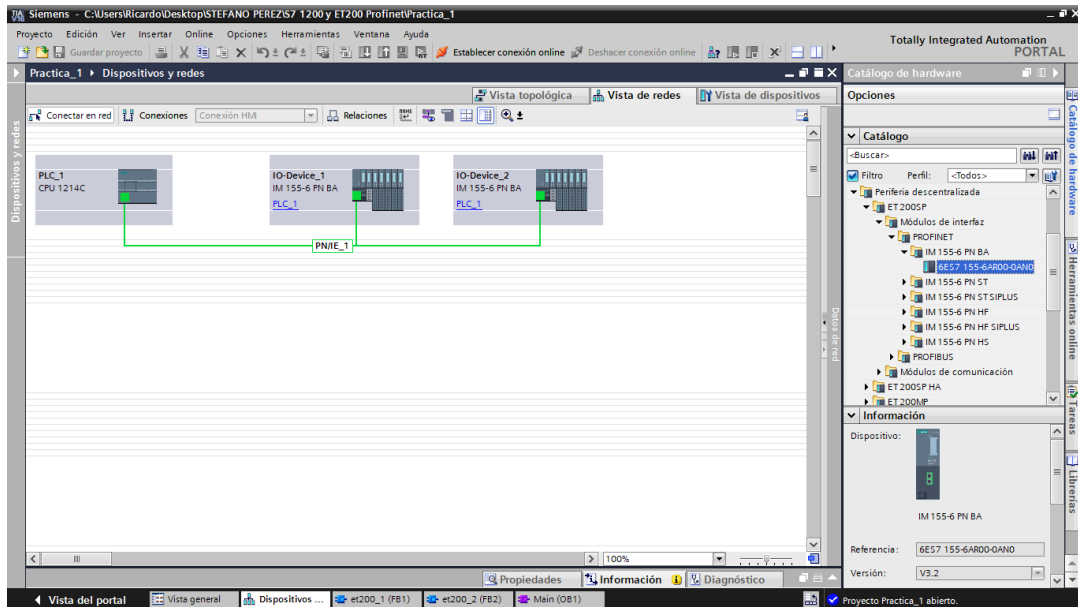 Siemens - C:\Users\Ricardo\Desktop\STEFANO PEREZ\S7 1200 y ET200 Profinet\Practica_1
Proyecto Edición Ver Insertar Online Opciones Herramientas Ventana Ayuda
Totally Integrated Automation
PORTAL
Guardar proyecto Establecer conexión online Deshacer conexión online
Practica_1 Dispositivos y redes
Vista topológica Vista de redes Vista de dispositivos
Conectar en red Conexiones Conexión HMI Relaciones
Dispositivos y redes
PLC_1
CPU 1214C
IO-Device_1
IM 155-6 PN BA
PLC_1
IO-Device_2
IM 155-6 PN BA
PLC_1
PN/IE_1
Datos de red
100%
Propiedades Información Diagnóstico
Catálogo de hardware
Opciones
Catálogo
<Buscar>
Filtro Perfil: <Todos>
Periferia descentralizada
ET 200SP
Módulos de interfaz
PROFINET
IM 155-6 PN BA
6ES7 155-6AR00-0AN0
IM 155-6 PN ST
IM 155-6 PN ST SIPLUS
IM 155-6 PN HF
IM 155-6 PN HF SIPLUS
IM 155-6 PN HS
PROFIBUS
Módulos de comunicación
ET 200SP HA
ET 200MP
Información
Dispositivo:
IM 155-6 PN BA
Referencia: 6ES7 155-6AR00-0AN0
Versión: V3.2
Catálogo de hardware
Herramientas online
Tareas
Librerías
Vista del portal Vista general Dispositivos ... et200_1 (FB1) et200_2 (FB2) Main (OB1)
Proyecto Practica_1 abierto.